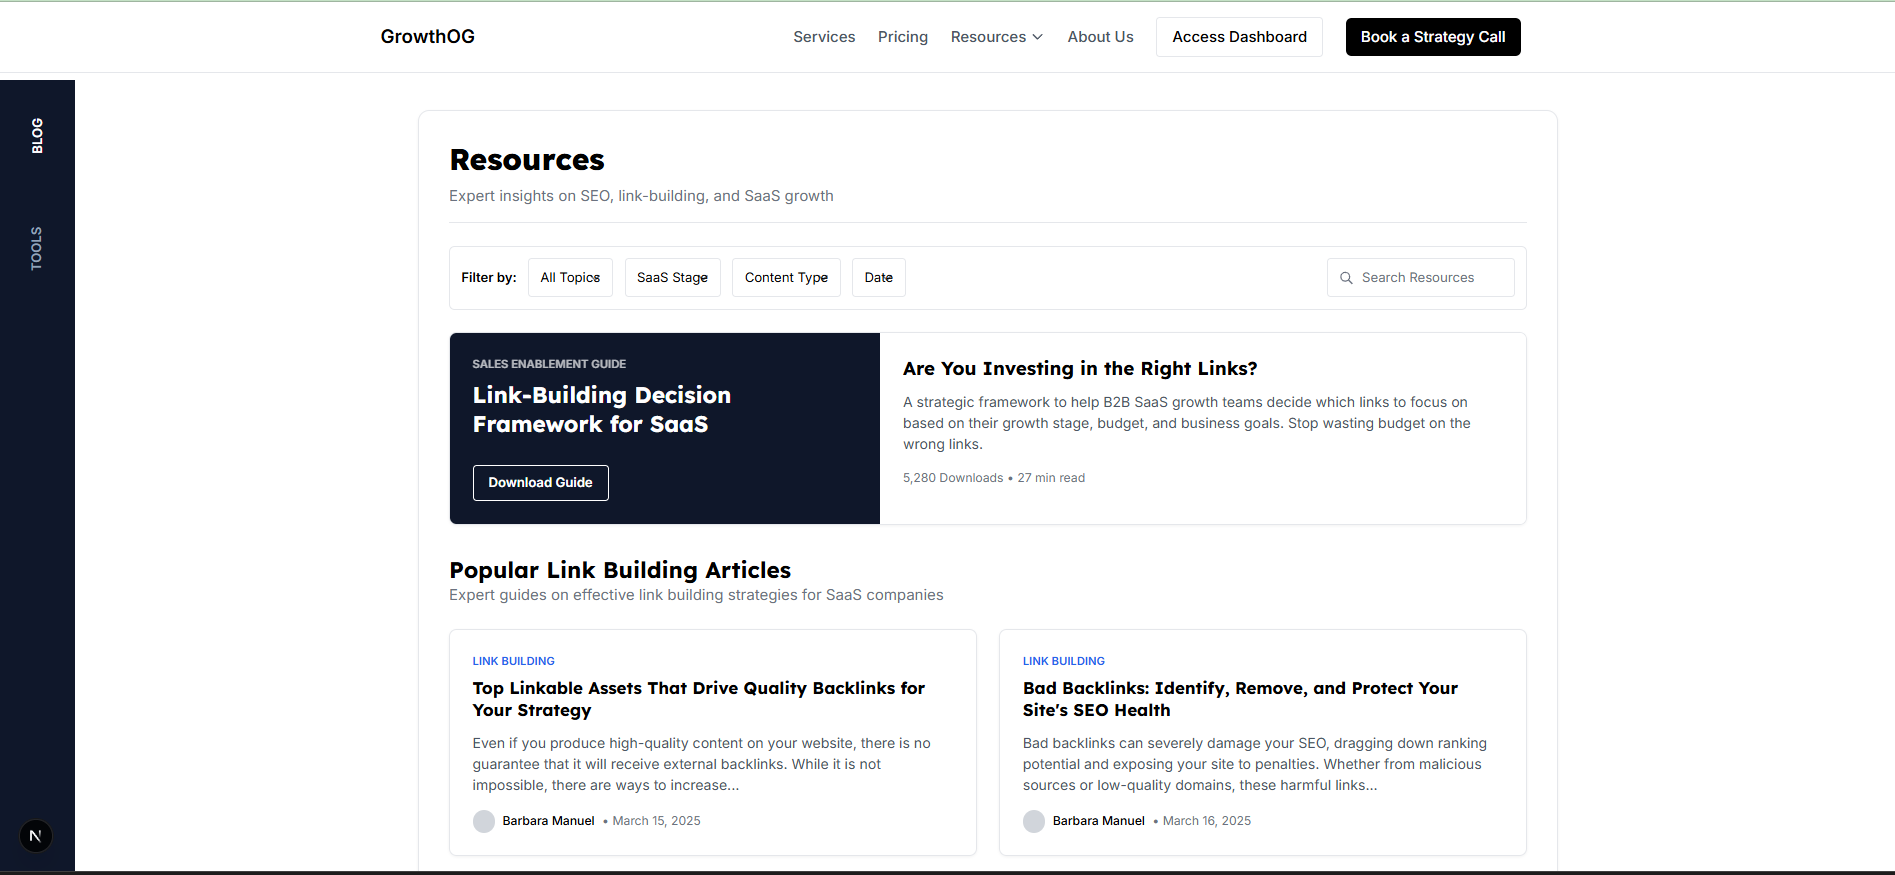 GrowthOG
Services
Pricing
Resources
About Us
Access Dashboard
Book a Strategy Call
BLOG
TOOLS
Resources
Expert insights on SEO, link-building, and SaaS growth
Filter by:
All Topics
SaaS Stage
Content Type
Date
Search Resources
SALES ENABLEMENT GUIDE
Link-Building Decision
Framework for SaaS
Download Guide
Are You Investing in the Right Links?
A strategic framework to help B2B SaaS growth teams decide which links to focus on
based on their growth stage, budget, and business goals. Stop wasting budget on the
wrong links.
5,280 Downloads • 27 min read
Popular Link Building Articles
Expert guides on effective link building strategies for SaaS companies
LINK BUILDING
Top Linkable Assets That Drive Quality Backlinks for
Your Strategy
Even if you produce high-quality content on your website, there is no
guarantee that it will receive external backlinks. While it is not
impossible, there are ways to increase...
Barbara Manuel • March 15, 2025
LINK BUILDING
Bad Backlinks: Identify, Remove, and Protect Your
Site's SEO Health
Bad backlinks can severely damage your SEO, dragging down ranking
potential and exposing your site to penalties. Whether from malicious
sources or low-quality domains, these harmful links...
Barbara Manuel • March 16, 2025
N